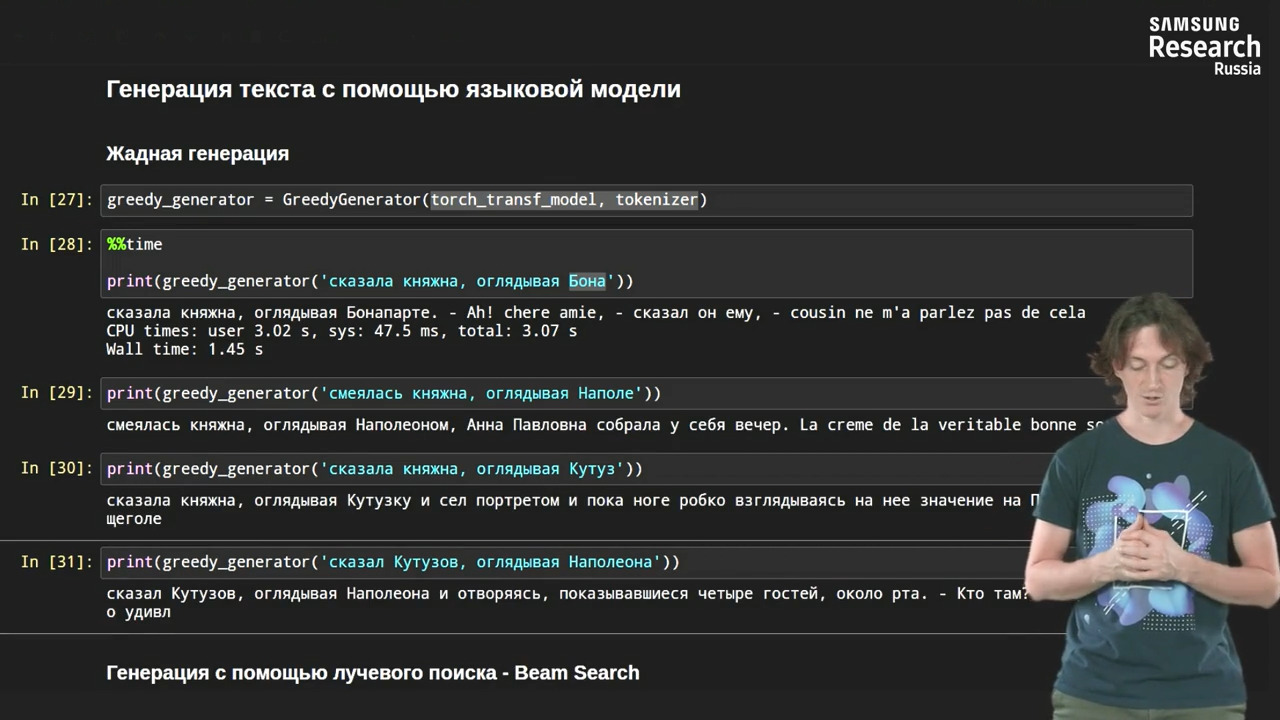 SAMSUNG
Research
Russia
Генерация текста с помощью языковой модели
Жадная генерация
In [27]: greedy_generator = GreedyGenerator(torch_transf_model, tokenizer)
In [28]: %%time
print(greedy_generator('сказала княжна, оглядывая Бона'))
сказала княжна, оглядывая Бонапарте. - Ah! chere amie, - сказал он ему, - cousin ne m'a parlez pas de cela
CPU times: user 3.02 s, sys: 47.5 ms, total: 3.07 s
Wall time: 1.45 s
In [29]: print(greedy_generator('смеялась княжна, оглядывая Наполе'))
смеялась княжна, оглядывая Наполеоном, Анна Павловна собрала у себя вечер. La creme de la veritable bonne
In [30]: print(greedy_generator('сказала княжна, оглядывая Кутуз'))
сказала княжна, оглядывая Кутузку и сел портретом и пока ноге робко взглядываясь на нее значение на
щеголе
In [31]: print(greedy_generator('сказал Кутузов, оглядывая Наполеона'))
сказал Кутузов, оглядывая Наполеона и отворяясь, показывавшиеся четыре гостей, около рта. - Кто там?
о удивл
Генерация с помощью лучевого поиска - Beam Search